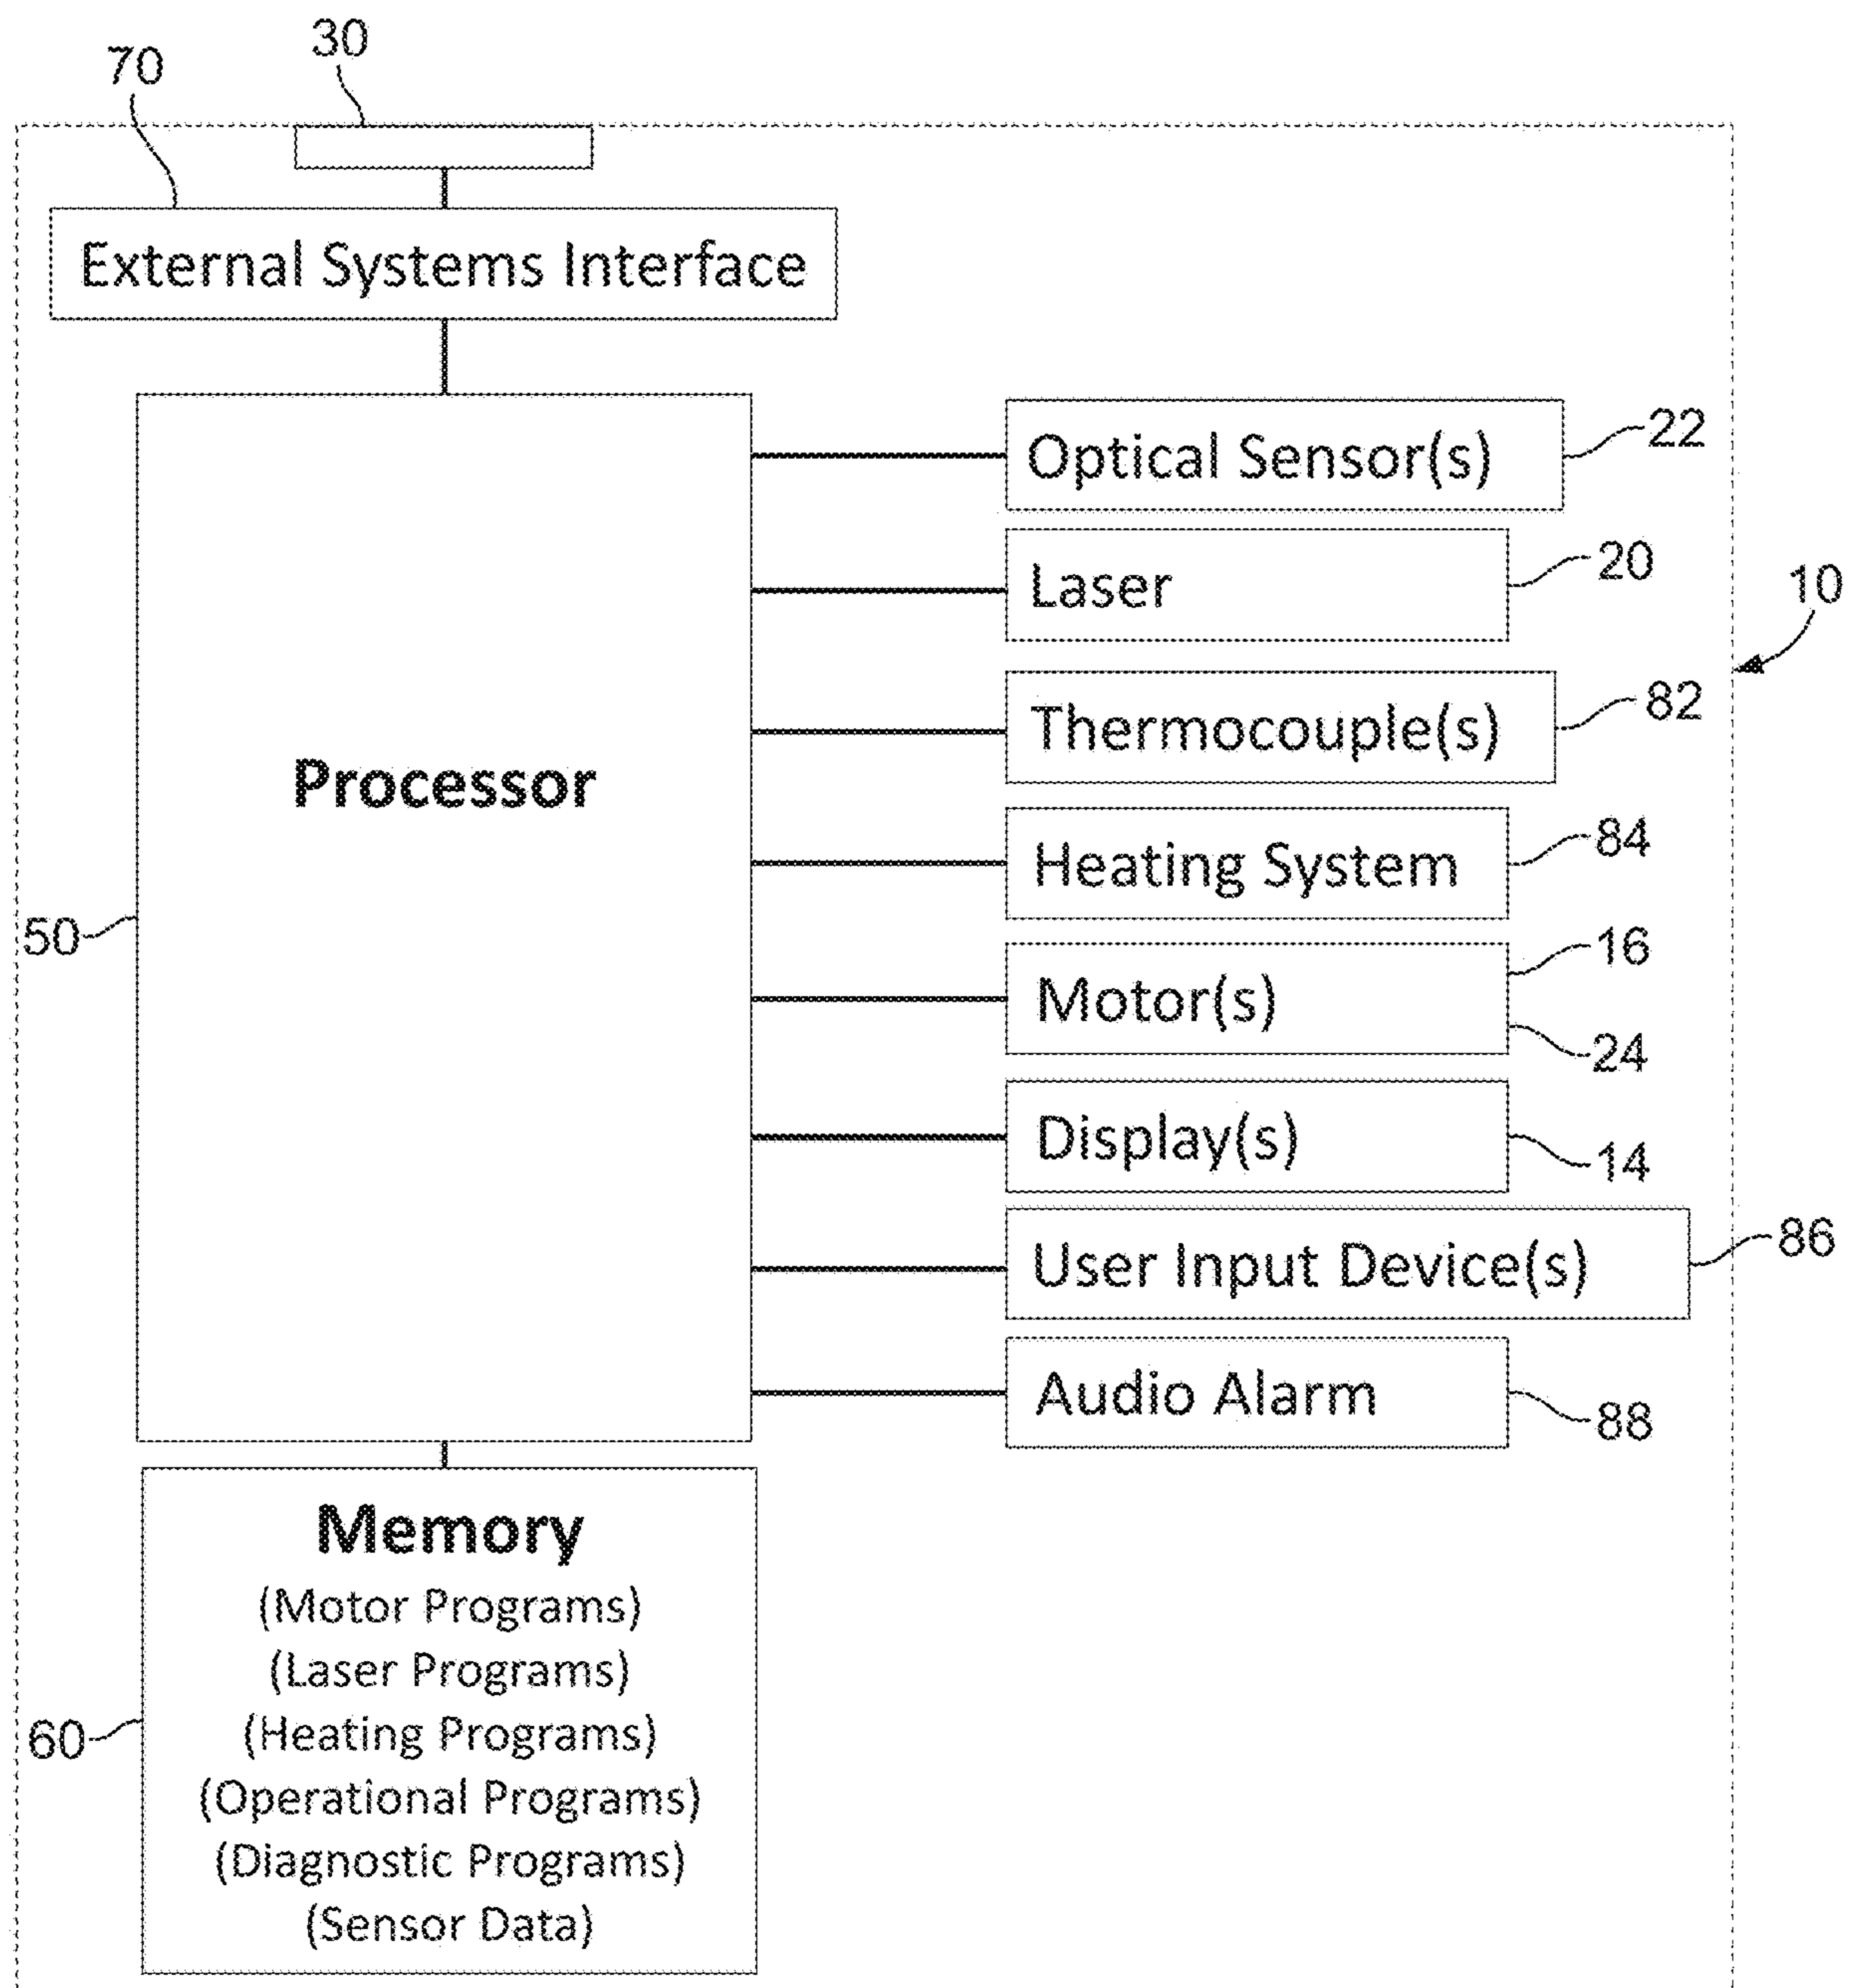 30
70
External Systems Interface
Optical Sensor(s)
22
Laser
20
10
Thermocouple(s)
82
Processor
Heating System
84
50
Motor(s)
16
24
Display(s)
14
User Input Device(s)
86
Audio Alarm
88
Memory
(Motor Programs)
(Laser Programs)
(Heating Programs)
60
(Operational Programs)
(Diagnostic Programs)
(Sensor Data)